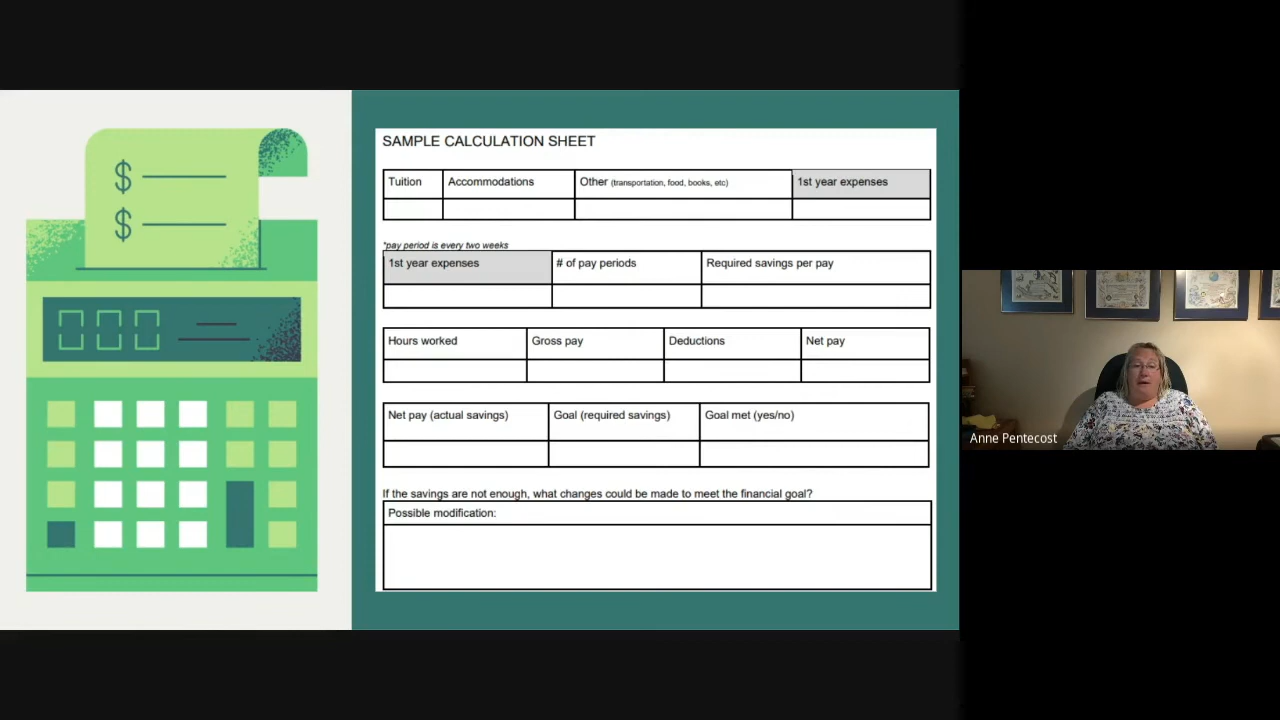 $
$
SAMPLE CALCULATION SHEET
Tuition Accommodations Other (transportation, food, books, etc) 1st year expenses
*pay period is every two weeks
1st year expenses # of pay periods Required savings per pay
Hours worked Gross pay Deductions Net pay
Net pay (actual savings) Goal (required savings) Goal met (yes/no)
If the savings are not enough, what changes could be made to meet the financial goal?
Possible modification:
Anne Pentecost